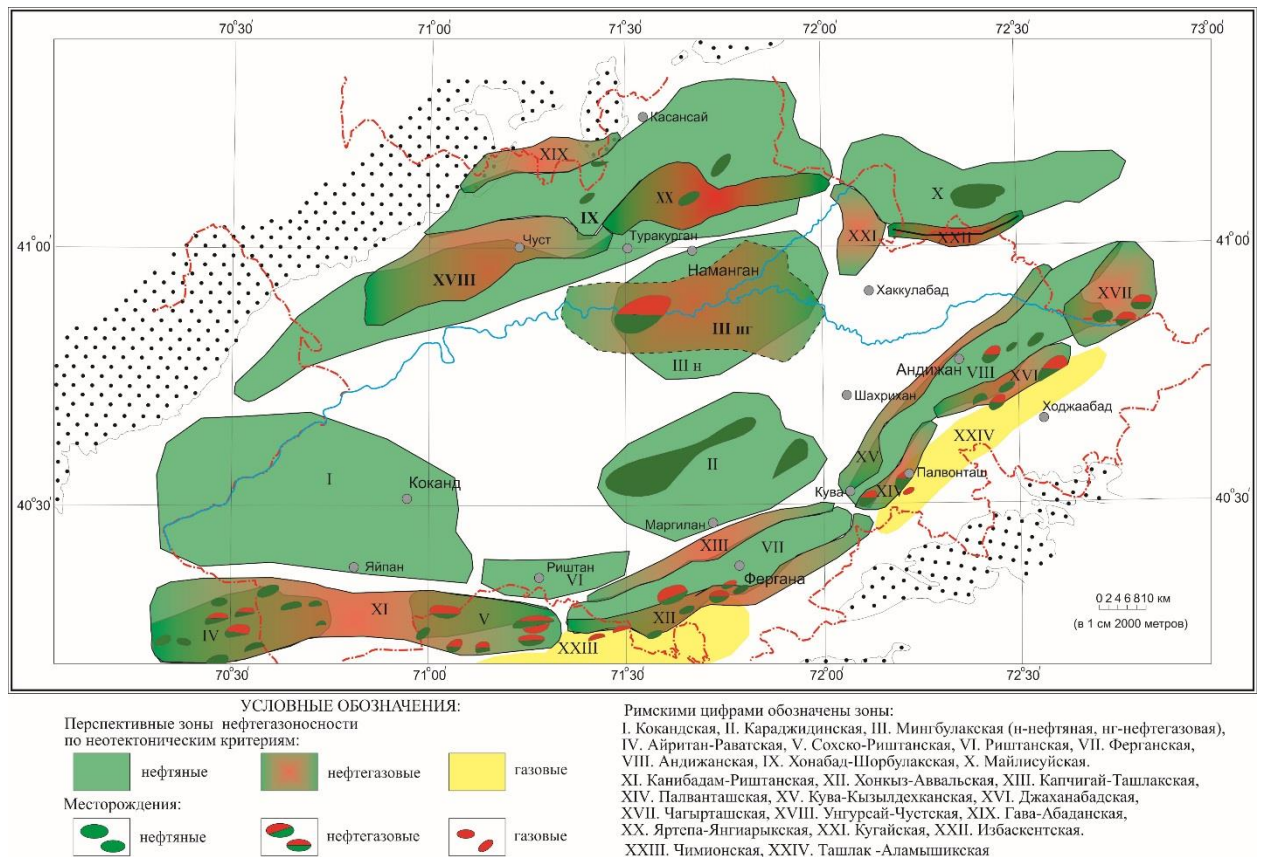 70°30' 71°00' 71°30' 72°00' 72°30' 73°00'
Касансай
XIX
XX
IX
X
41°00'
Чуст
Туракурган
XXI
XXII
41°00'
Наманган
XVIII
Хаккулабад
XVII
III нг
III н
Андижан
VIII
XVI
Шахрихан
Ходжаабад
XXIV
I
II
XV
Коканд
Палвонташ
Кува
XIV
40°30'
40°30'
Маргилан
XIII
VII
Яйпан
Риштан
VI
Фергана
XI
IV
V
XII
XXIII
0 2 4 6 8 10 км
(в 1 см 2000 метров)
70°30' 71°00' 71°30' 72°00' 72°30'
УСЛОВНЫЕ ОБОЗНАЧЕНИЯ:
Перспективные зоны нефтегазоносности
по неотектоническим критериям:
нефтяные
нефтегазовые
газовые
Месторождения:
нефтяные
нефтегазовые
газовые
Римскими цифрами обозначены зоны:
I. Кокандская, II. Караджидинская, III. Мингбулакская (н-нефтяная, нг-нефтегазовая),
IV. Айритан-Раватская, V. Сохско-Риштанская, VI. Риштанская, VII. Ферганская,
VIII. Андижанская, IX. Хонабад-Шорбулакская, X. Майлисуйская.
XI. Канибадам-Риштанская, XII. Хонкыз-Аввальская, XIII. Капчигай-Ташлакская,
XIV. Палванташская, XV. Кува-Кызылдехканская, XVI. Джаханабадская,
XVII. Чагырташская, XVIII. Унгурсай-Чустская, XIX. Гава-Абаданская,
XX. Яртепа-Янгиарыкская, XXI. Кугайская, XXII. Избаскентская.
XXIII. Чимионская, XXIV. Ташлак -Аламышикская